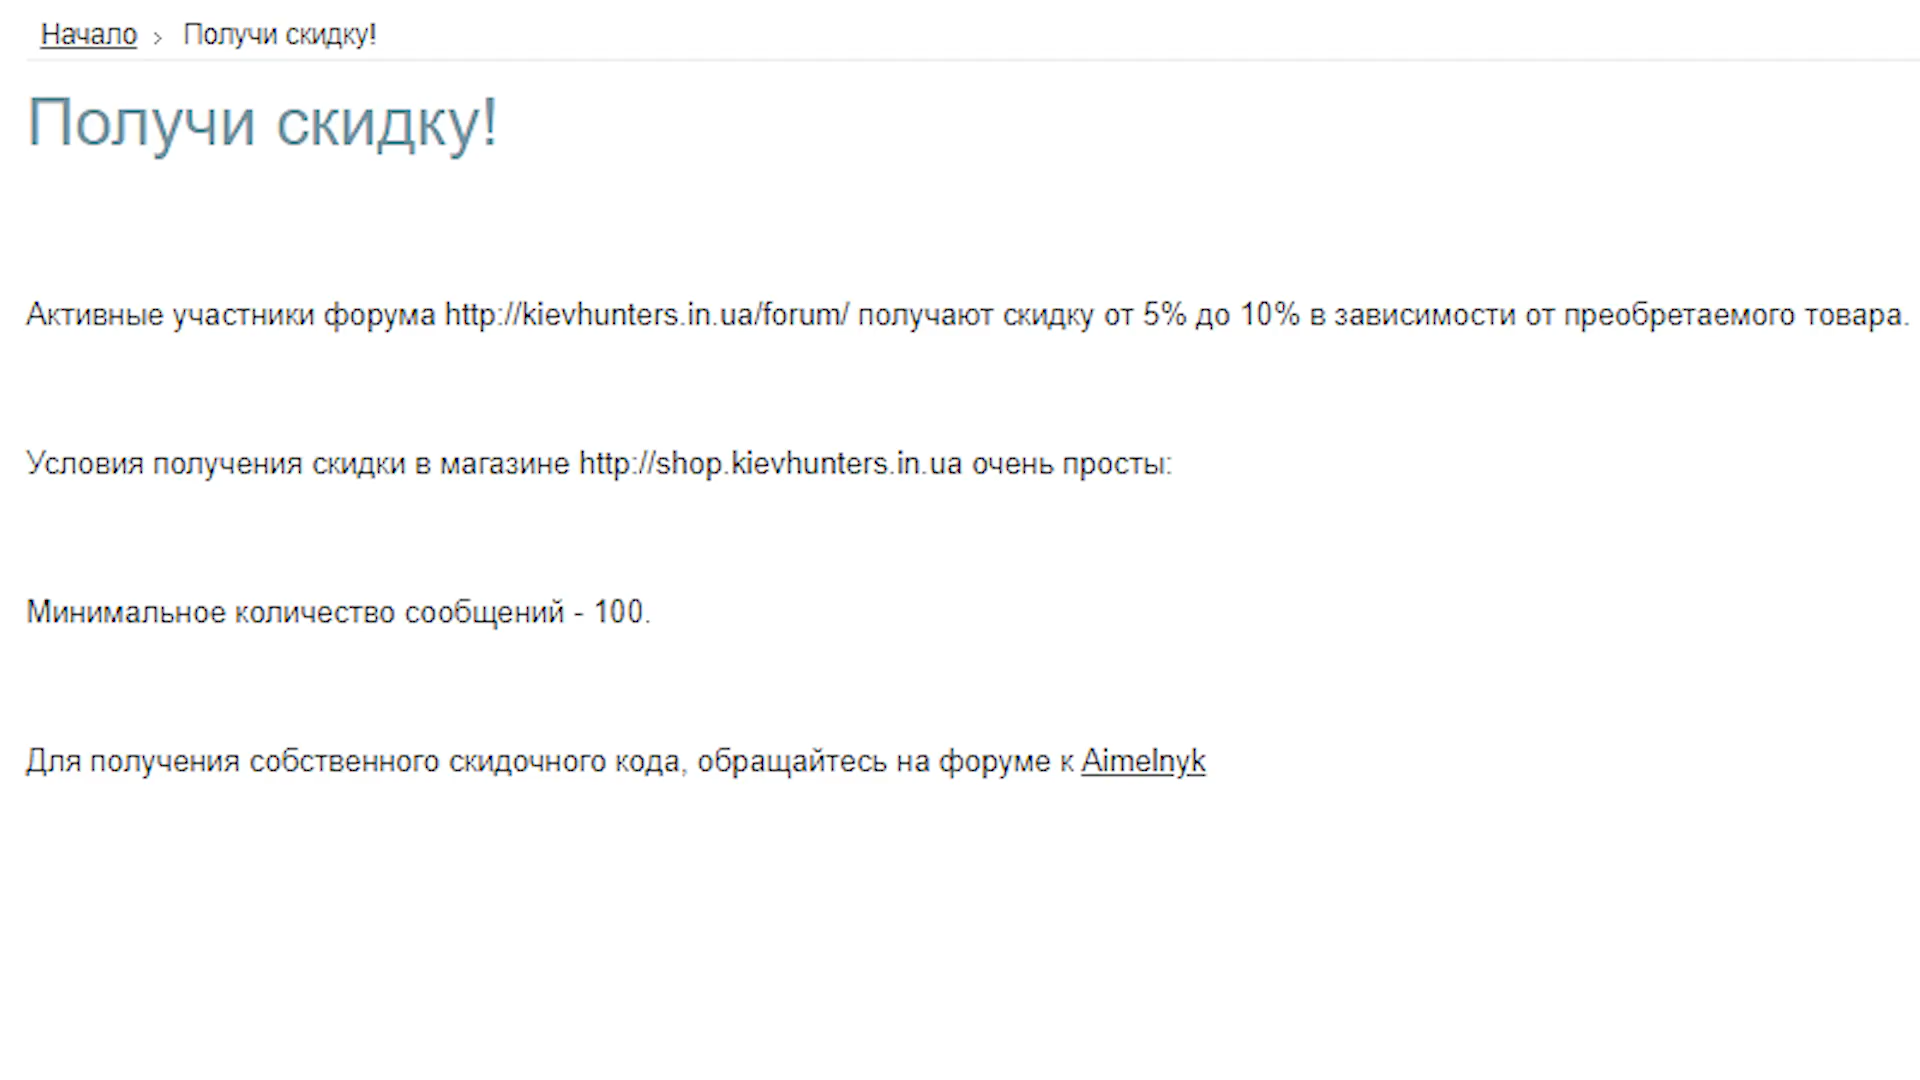 Начало > Получи скидку!
Получи скидку!
Активные участники форума http://kievhunters.in.ua/forum/ получают скидку от 5% до 10% в зависимости от преобретаемого товара.
Условия получения скидки в магазине http://shop.kievhunters.in.ua очень просты:
Минимальное количество сообщений - 100.
Для получения собственного скидочного кода, обращайтесь на форуме к Aimelnyk